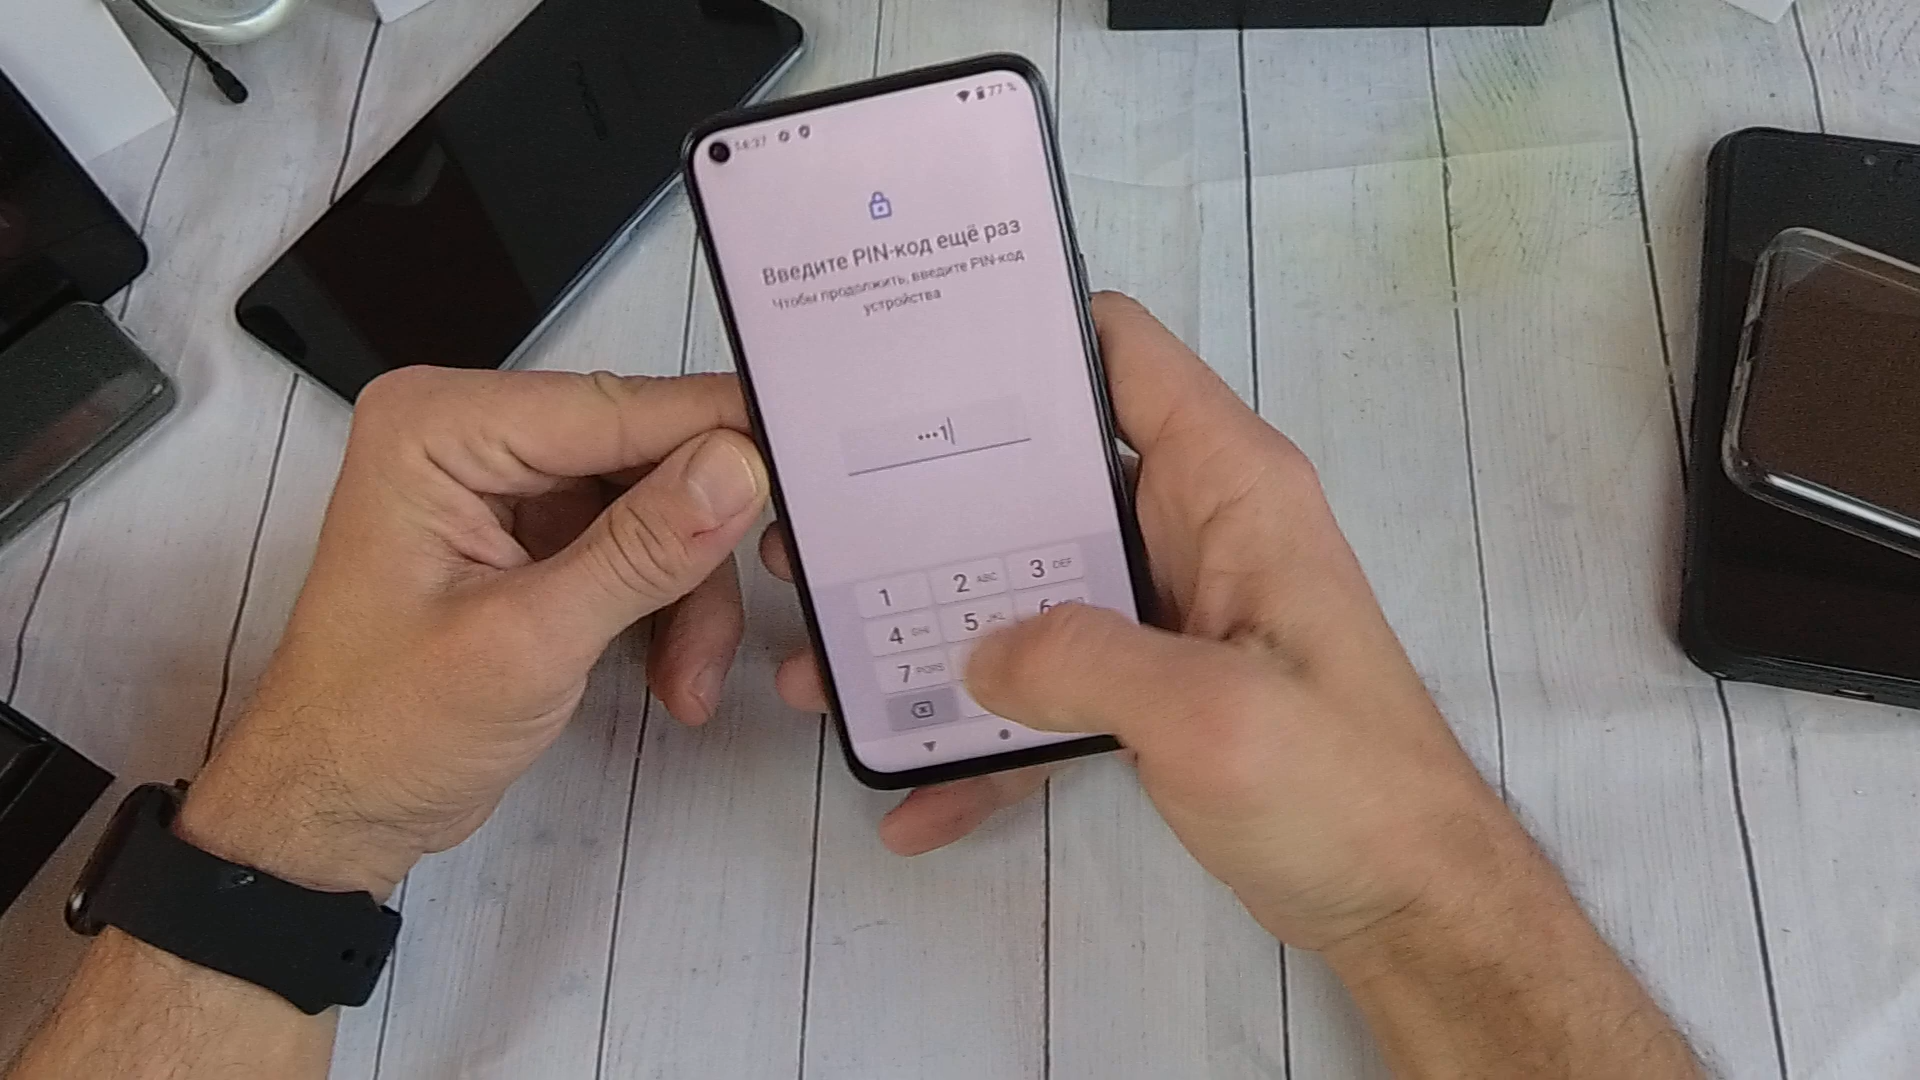 77 %
Введите PIN-код ещё раз
Чтобы продолжить, введите PIN-код
устройства
•••1
1
2 ABC
3 DEF
4 GHI
5 JKL
6
7 PQRS